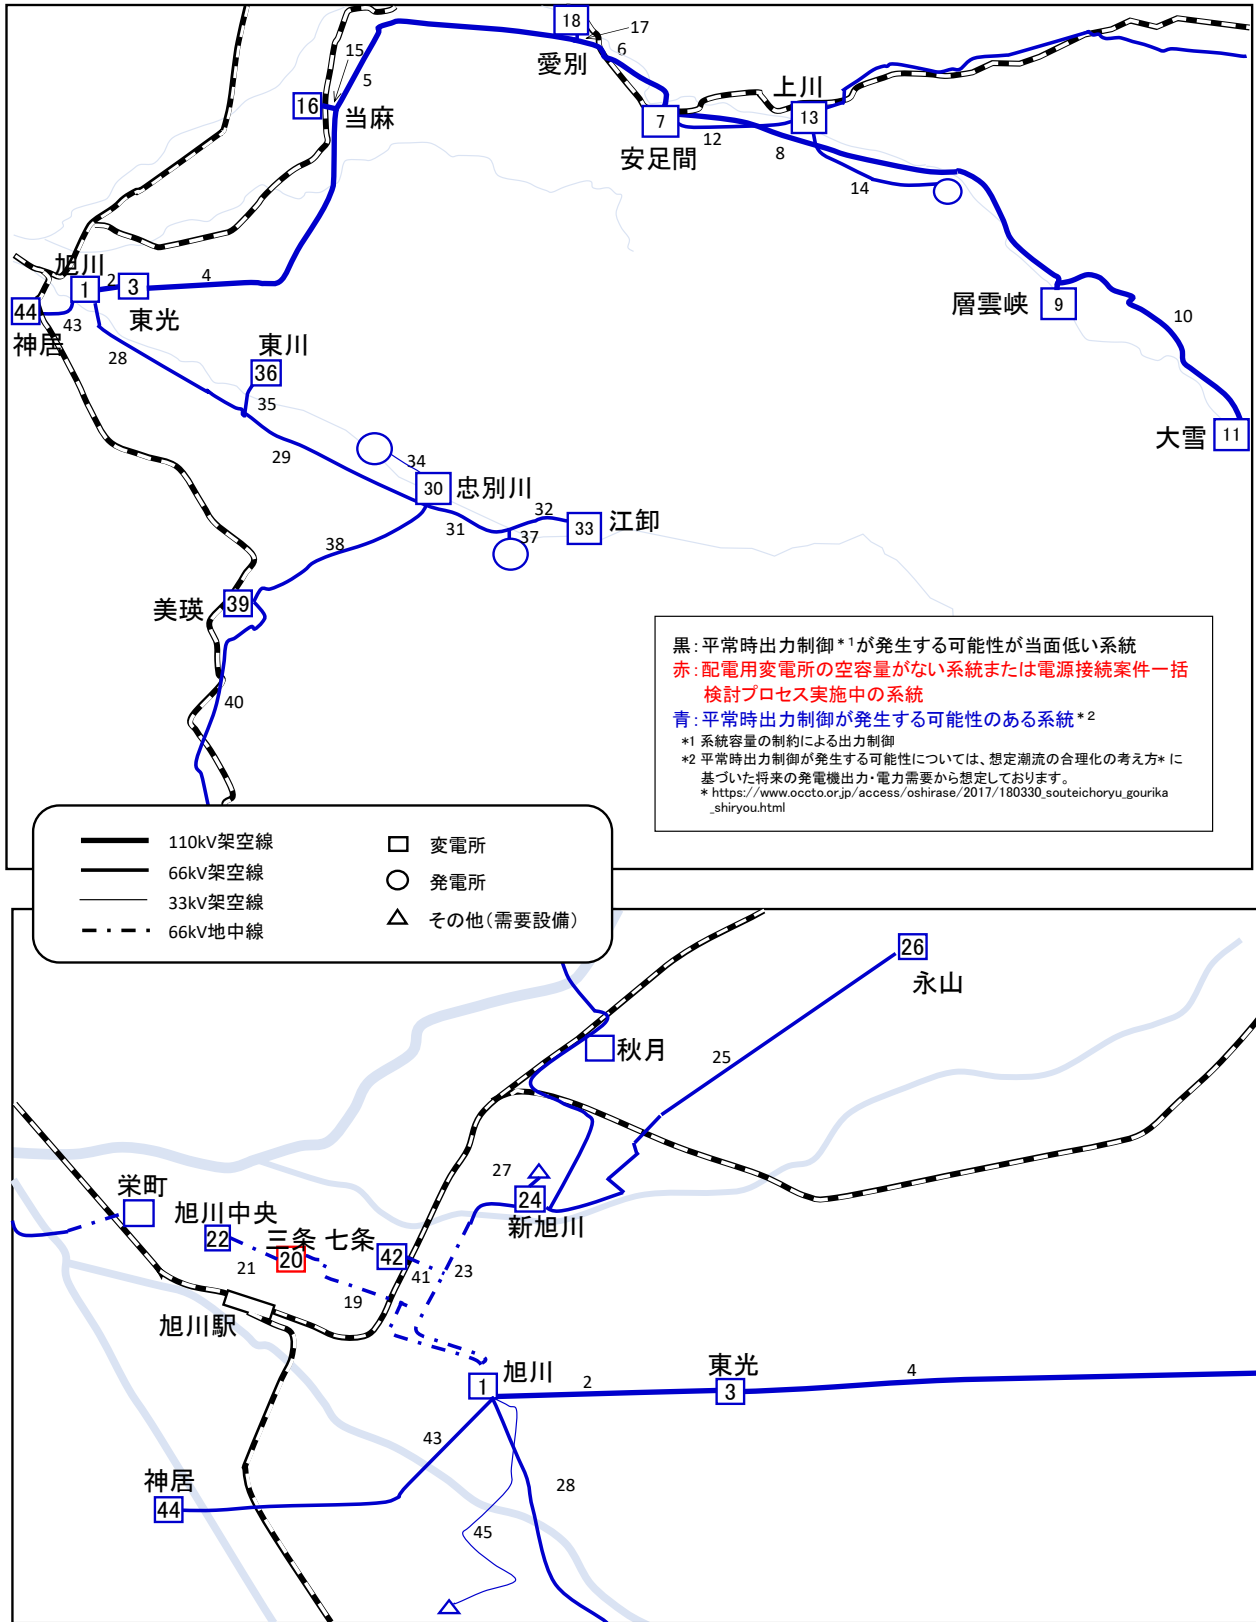 18
17
愛別
6
15
5
16
当麻
上川
13
7
12
安足間
8
14
旭川
4
2
1
3
44
43
東光
神居
28
層雲峡
9
10
東川
36
35
大雪
11
29
34
30
忠別川
32
31
33
江卸
37
38
39
美瑛
40
黒:平常時出力制御*1が発生する可能性が当面低い系統
赤:配電用変電所の空容量がない系統または電源接続案件一括
検討プロセス実施中の系統
青:平常時出力制御が発生する可能性のある系統*2
*1 系統容量の制約による出力制御
*2 平常時出力制御が発生する可能性については、想定潮流の合理化の考え方* に
基づいた将来の発電機出力・電力需要から想定しております。
* https://www.occto.or.jp/access/oshirase/2017/180330_souteichoryu_gourika
_shiryou.html
110kV架空線
変電所
66kV架空線
発電所
33kV架空線
その他(需要設備)
66kV地中線
26
永山
秋月
25
27
栄町
24
旭川中央
新旭川
22
三条
七条
20
42
21
41
23
19
旭川駅
旭川
1
2
東光
3
4
43
神居
44
28
45